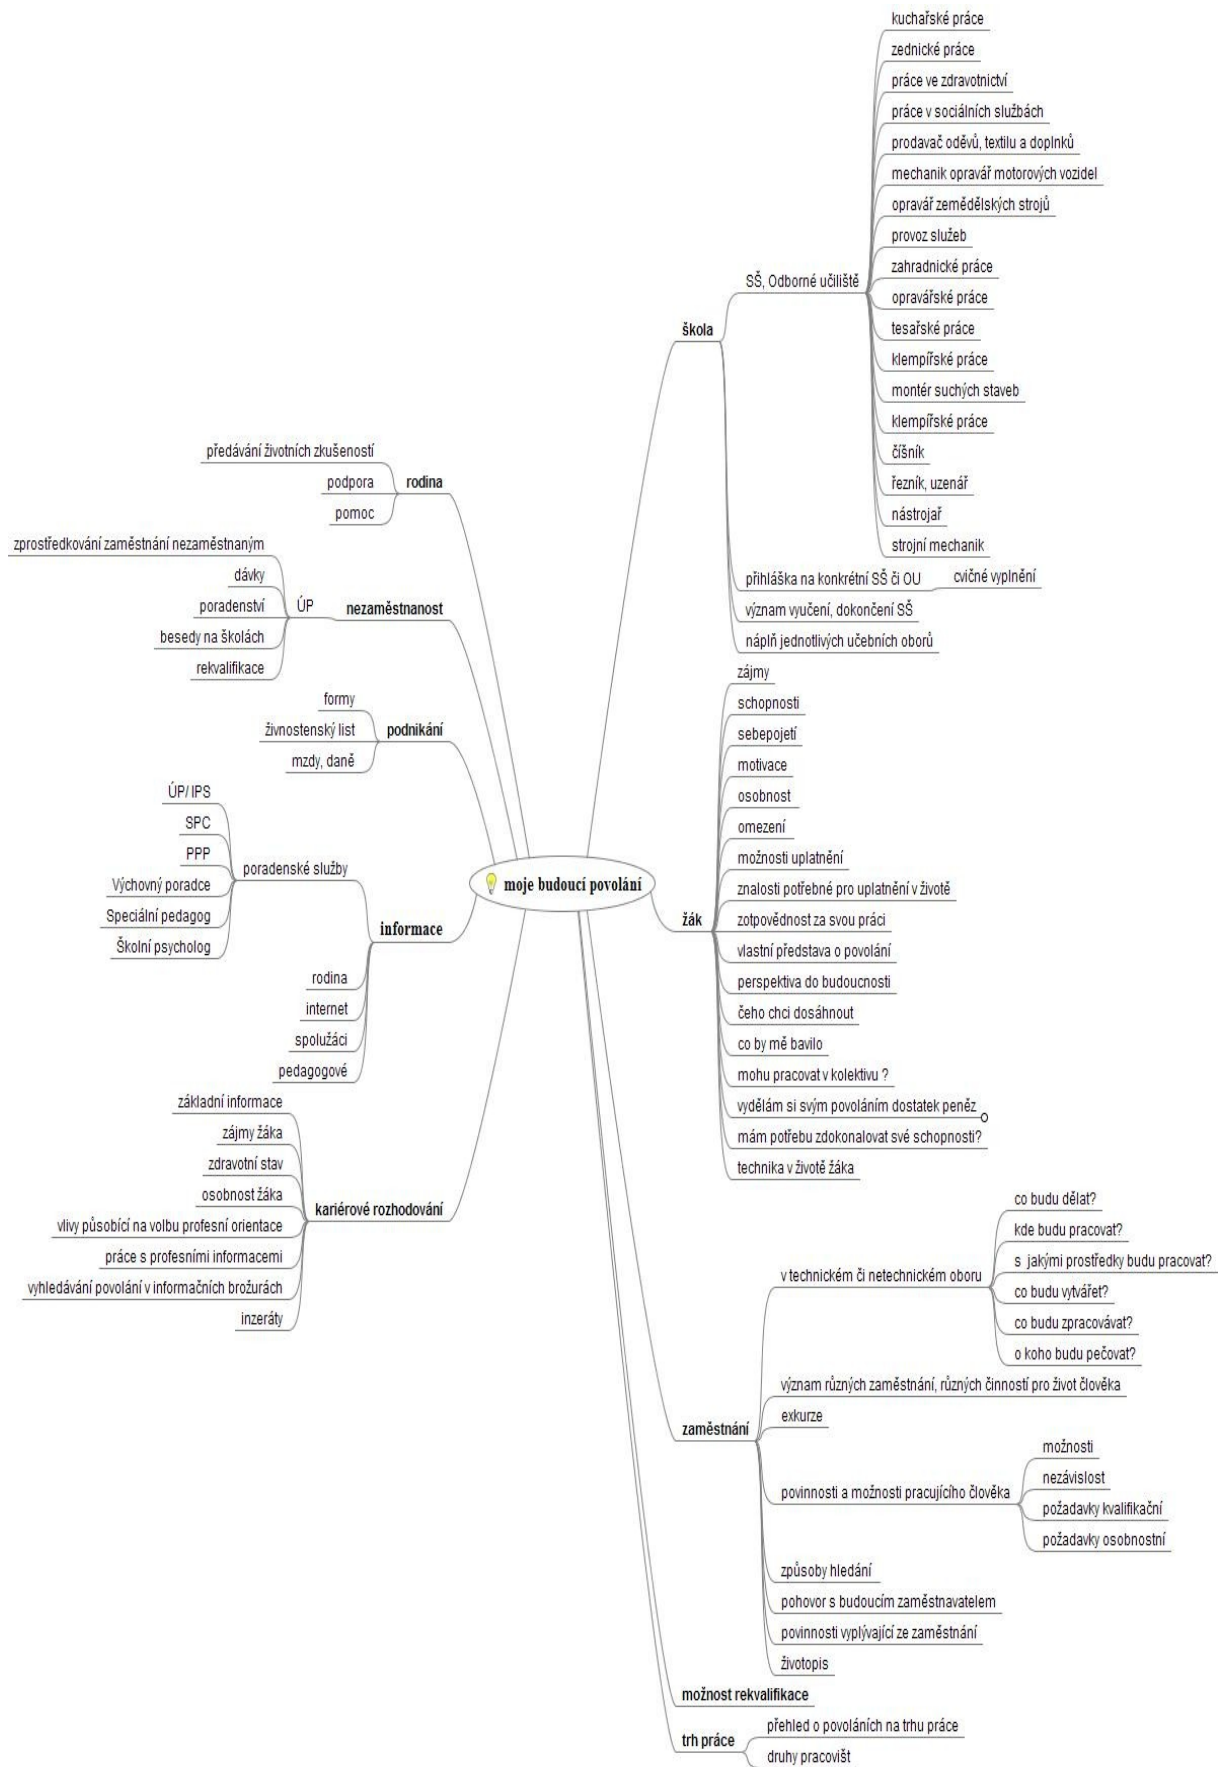 moje budoucí povolání
škola
SŠ, Odborné učiliště
kuchařské práce
zednické práce
práce ve zdravotnictví
práce v sociálních službách
prodavač oděvů, textilu a doplnků
mechanik opravář motorových vozidel
opravář zemědělských strojů
provoz služeb
zahradnické práce
opravářské práce
tesařské práce
klempířské práce
montér suchých staveb
klempířské práce
číšník
řezník, uzenář
nástrojař
strojní mechanik
přihláška na konkrétní SŠ či OU
cvičné vyplnění
význam vyučení, dokončení SŠ
náplň jednotlivých učebních oborů
žák
zájmy
schopnosti
sebepojetí
motivace
osobnost
omezení
možnosti uplatnění
znalosti potřebné pro uplatnění v životě
zotpovědnost za svou práci
vlastní představa o povolání
perspektiva do budoucnosti
čeho chci dosáhnout
co by mě bavilo
mohu pracovat v kolektivu ?
vydělám si svým povoláním dostatek peněz
mám potřebu zdokonalovat své schopnosti?
technika v životě žáka
zaměstnání
v technickém či netechnickém oboru
co budu dělat?
kde budu pracovat?
s jakými prostředky budu pracovat?
co budu vytvářet?
co budu zpracovávat?
o koho budu pečovat?
význam různých zaměstnání, různých činností pro život člověka
exkurze
povinnosti a možnosti pracujícího člověka
možnosti
nezávislost
požadavky kvalifikační
požadavky osobnostní
způsoby hledání
pohovor s budoucím zaměstnavatelem
povinnosti vyplývající ze zaměstnání
životopis
možnost rekvalifikace
trh práce
přehled o povoláních na trhu práce
druhy pracovišt
rodina
předávání životních zkušeností
podpora
pomoc
nezaměstnanost
ÚP
zprostředkování zaměstnání nezaměstnaným
dávky
poradenství
besedy na školách
rekvalifikace
podnikání
formy
živnostenský list
mzdy, daně
informace
poradenské služby
ÚP/ IPS
SPC
PPP
Výchovný poradce
Speciální pedagog
Školní psycholog
rodina
internet
spolužáci
pedagogové
kariérové rozhodování
základní informace
zájmy žáka
zdravotní stav
osobnost žáka
vlivy působící na volbu profesní orientace
práce s profesními informacemi
vyhledávání povolání v informačních brožurách
inzeráty